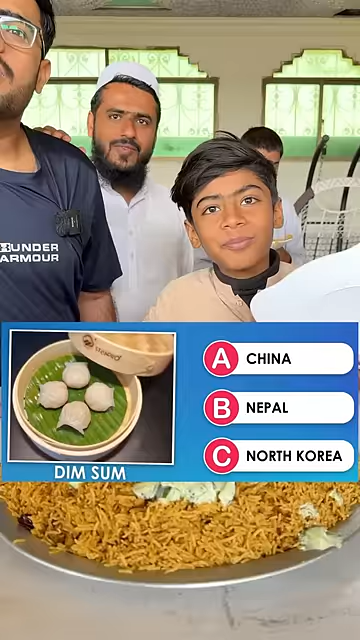 UNDER
ARMOUR
A CHINA
B NEPAL
C NORTH KOREA
DIM SUM